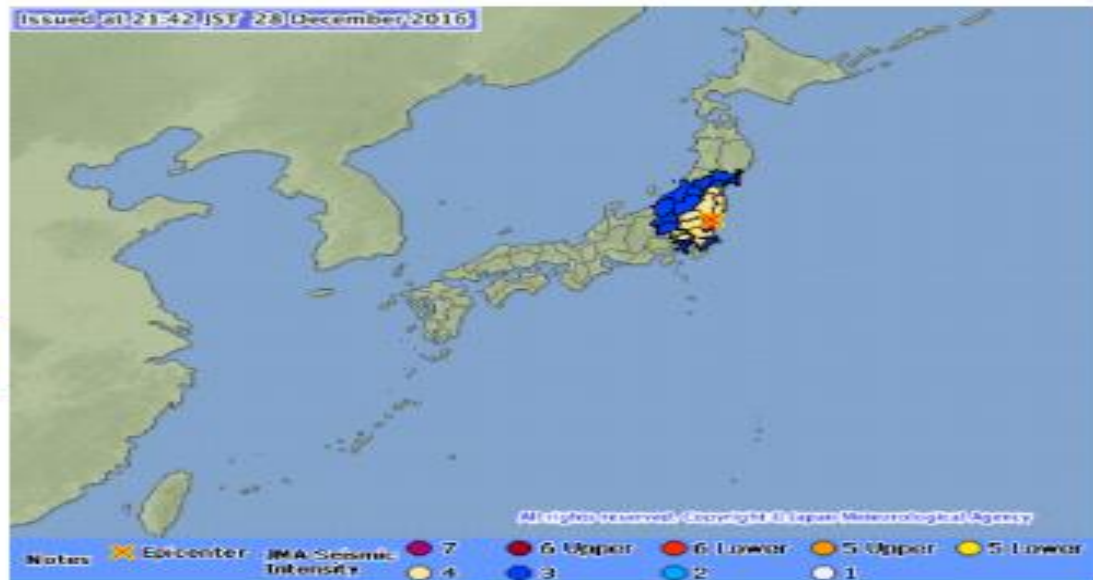 Issued at 21:42 JST 28 December 2016
All rights reserved. Copyright © Japan Meteorological Agency
Notes Epicenter JMA Seismic Intensity 7 6 Upper 6 Lower 5 Upper 5 Lower
4 3 2 1